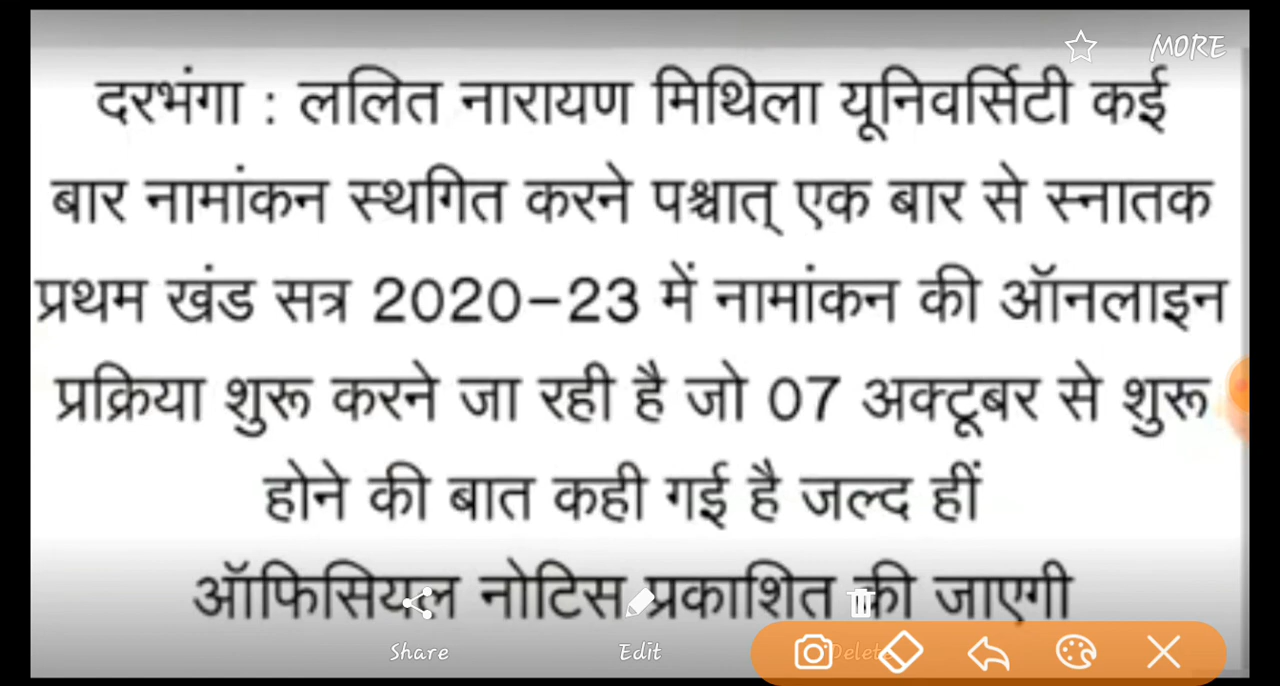 MORE
दरभंगा : ललित नारायण मिथिला यूनिवर्सिटी कई
बार नामांकन स्थगित करने पश्चात् एक बार से स्नातक
प्रथम खंड सत्र 2020-23 में नामांकन की ऑनलाइन
प्रक्रिया शुरू करने जा रही है जो 07 अक्टूबर से शुरू
होने की बात कही गई है जल्द हीं
ऑफिसियल नोटिस प्रकाशित की जाएगी
Share Edit Delete